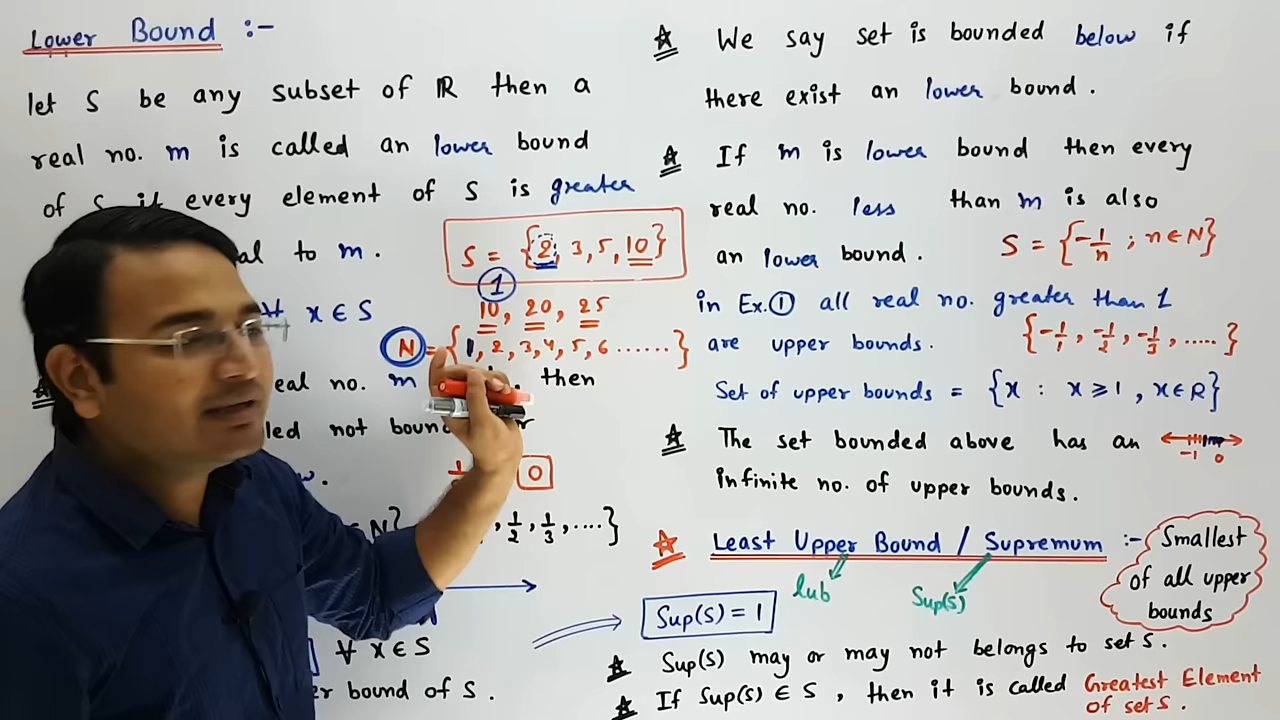 Lower Bound :-
let S be any subset of ℝ then a
real no. m is called an lower bound
of S if every element of S is greater
al to m.
S = {2, 3, 5, 10}
1
∀ x ∈ S
10, 20, 25
N = {1, 2, 3, 4, 5, 6 ......}
eal no. m
then
led not boun
or
0
w.
∈ N}
, 1/2, 1/3, ....}
∀ x ∈ S
er bound of S.
☆ We say set is bounded below if
there exist an lower bound.
☆ If m is lower bound then every
real no. less than m is also
an lower bound.
S = {-1/n ; n ∈ N}
in Ex.① all real no. greater than 1
are upper bounds.
{-1/1, -1/2, -1/3, .....}
Set of upper bounds = {x : x ⩾ 1, x ∈ R}
☆ The set bounded above has an
-1 0
infinite no. of upper bounds.
☆ Least Upper Bound / Supremum :-
lub
Sup(S)
Smallest
of all upper
bounds
Sup(S) = 1
☆ Sup(S) may or may not belongs to set S.
☆ If Sup(S) ∈ S, then it is called Greatest Element
of set S.